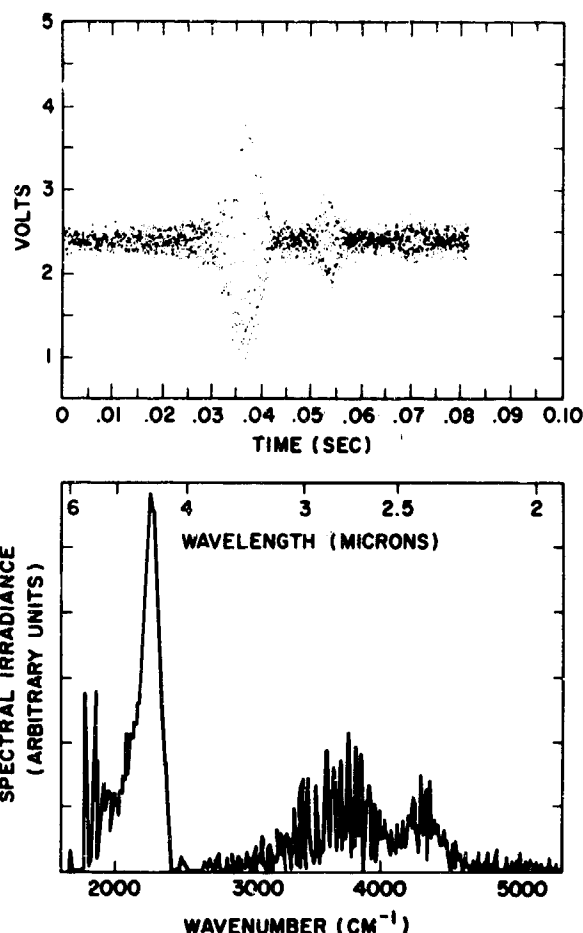 5
4
3
2
1
VOLTS
0 .01 .02 .03 .04 .05 .06 .07 .08 .09 0.10
TIME (SEC)
6 4 3 2.5 2
WAVELENGTH (MICRONS)
SPECTRAL IRRADIANCE
(ARBITRARY UNITS)
2000 3000 4000 5000
WAVENUMBER (CM⁻¹)